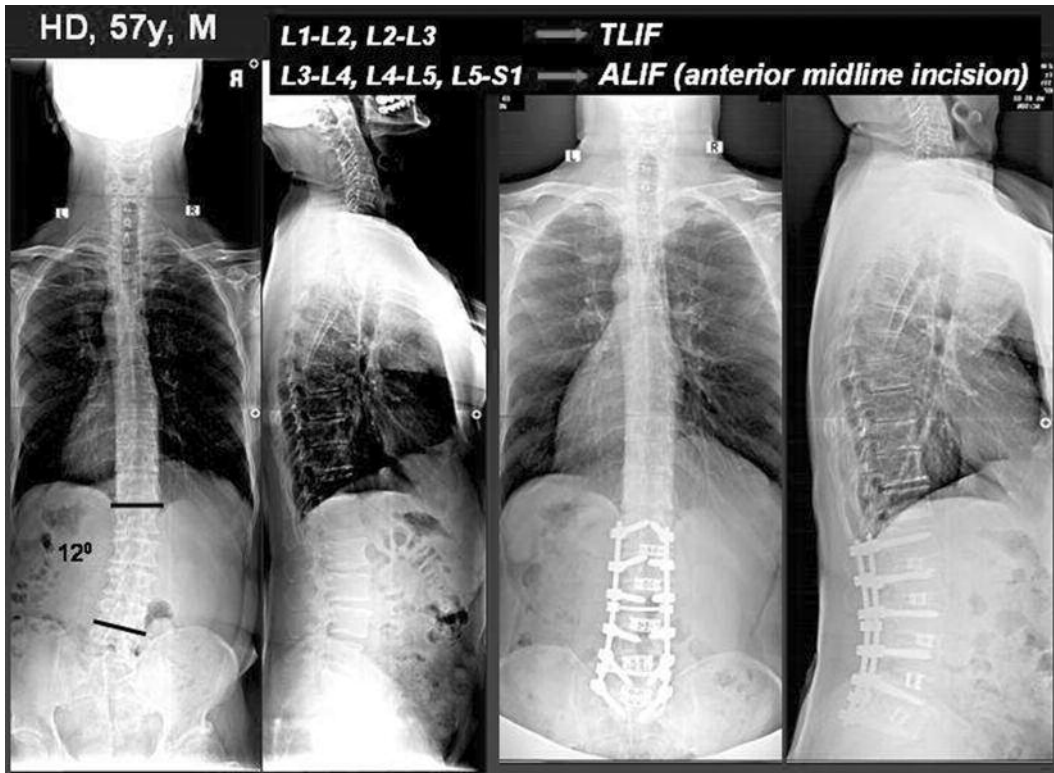 HD, 57y, M
L1-L2, L2-L3 TLIF
L3-L4, L4-L5, L5-S1 ALIF (anterior midline incision)
R
L R
L R
12⁰